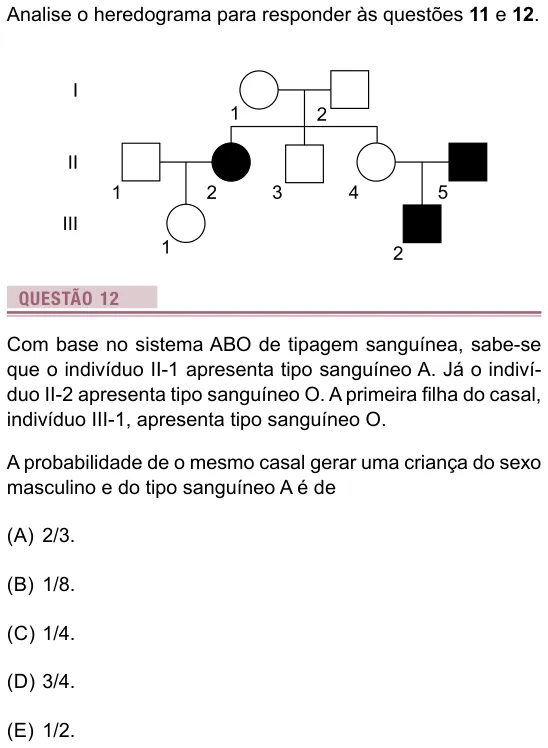 Analise o heredograma para responder às questões 11 e 12.
I
1
2
II
1
2
3
4
5
III
1
2
QUESTÃO 12
Com base no sistema ABO de tipagem sanguínea, sabe-se
que o indivíduo II-1 apresenta tipo sanguíneo A. Já o indiví-
duo II-2 apresenta tipo sanguíneo O. A primeira filha do casal,
indivíduo III-1, apresenta tipo sanguíneo O.
A probabilidade de o mesmo casal gerar uma criança do sexo
masculino e do tipo sanguíneo A é de
(A) 2/3.
(B) 1/8.
(C) 1/4.
(D) 3/4.
(E) 1/2.